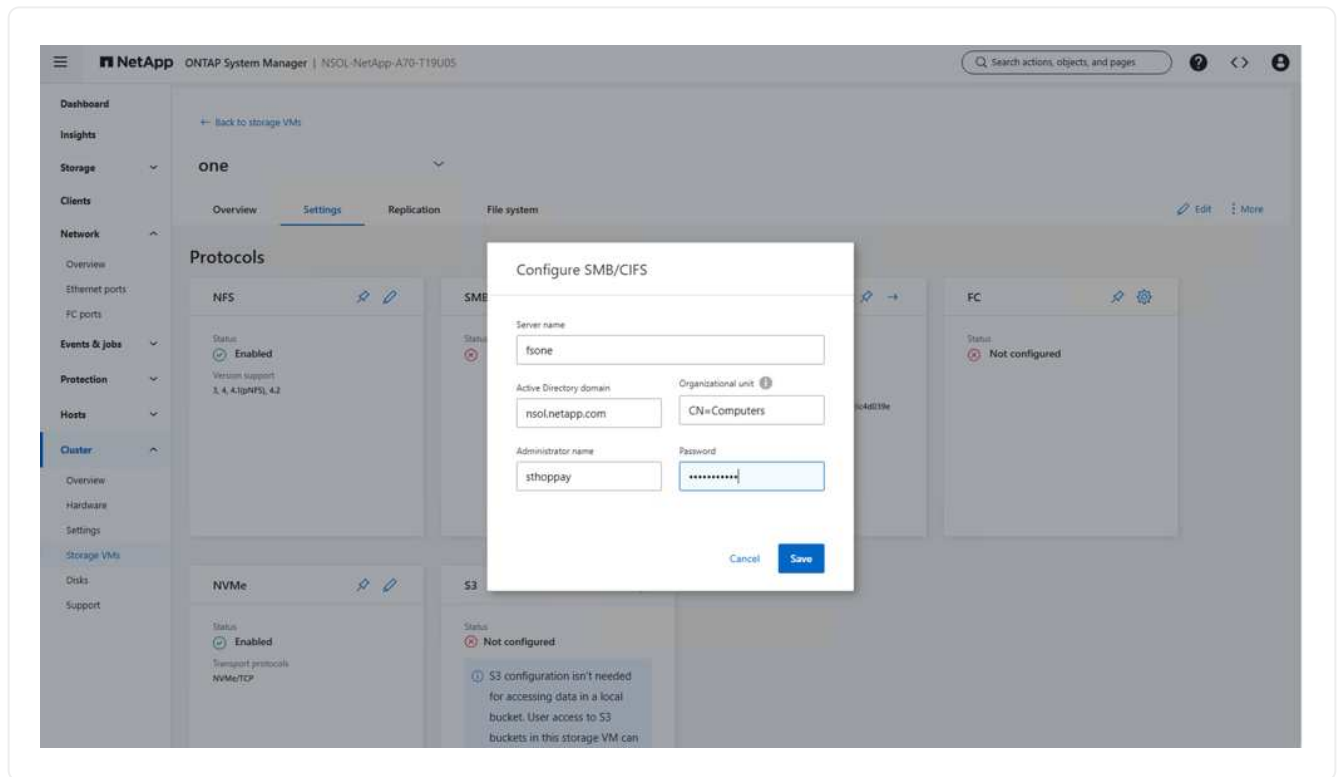 NetApp ONTAP System Manager | NSOL-NetApp-A70-T19U05
Search actions, objects, and pages
Dashboard
Insights
Storage
Clients
Network
Overview
Ethernet ports
FC ports
Events & jobs
Protection
Hosts
Cluster
Overview
Hardware
Settings
Storage VMs
Disks
Support
← Back to storage VMs
one
Overview Settings Replication File system
Edit More
Protocols
NFS
Status
Enabled
Version support
3, 4, 4.1(pNFS), 4.2
SMB
Status
Configure SMB/CIFS
Server name
fsone
Active Directory domain
nsol.netapp.com
Organizational unit
CN=Computers
Administrator name
sthoppay
Password
•••••••••••
Cancel Save
FC
Status
Not configured
NVMe
Status
Enabled
Transport protocols
NVMe/TCP
S3
Status
Not configured
S3 configuration isn't needed
for accessing data in a local
bucket. User access to S3
buckets in this storage VM can